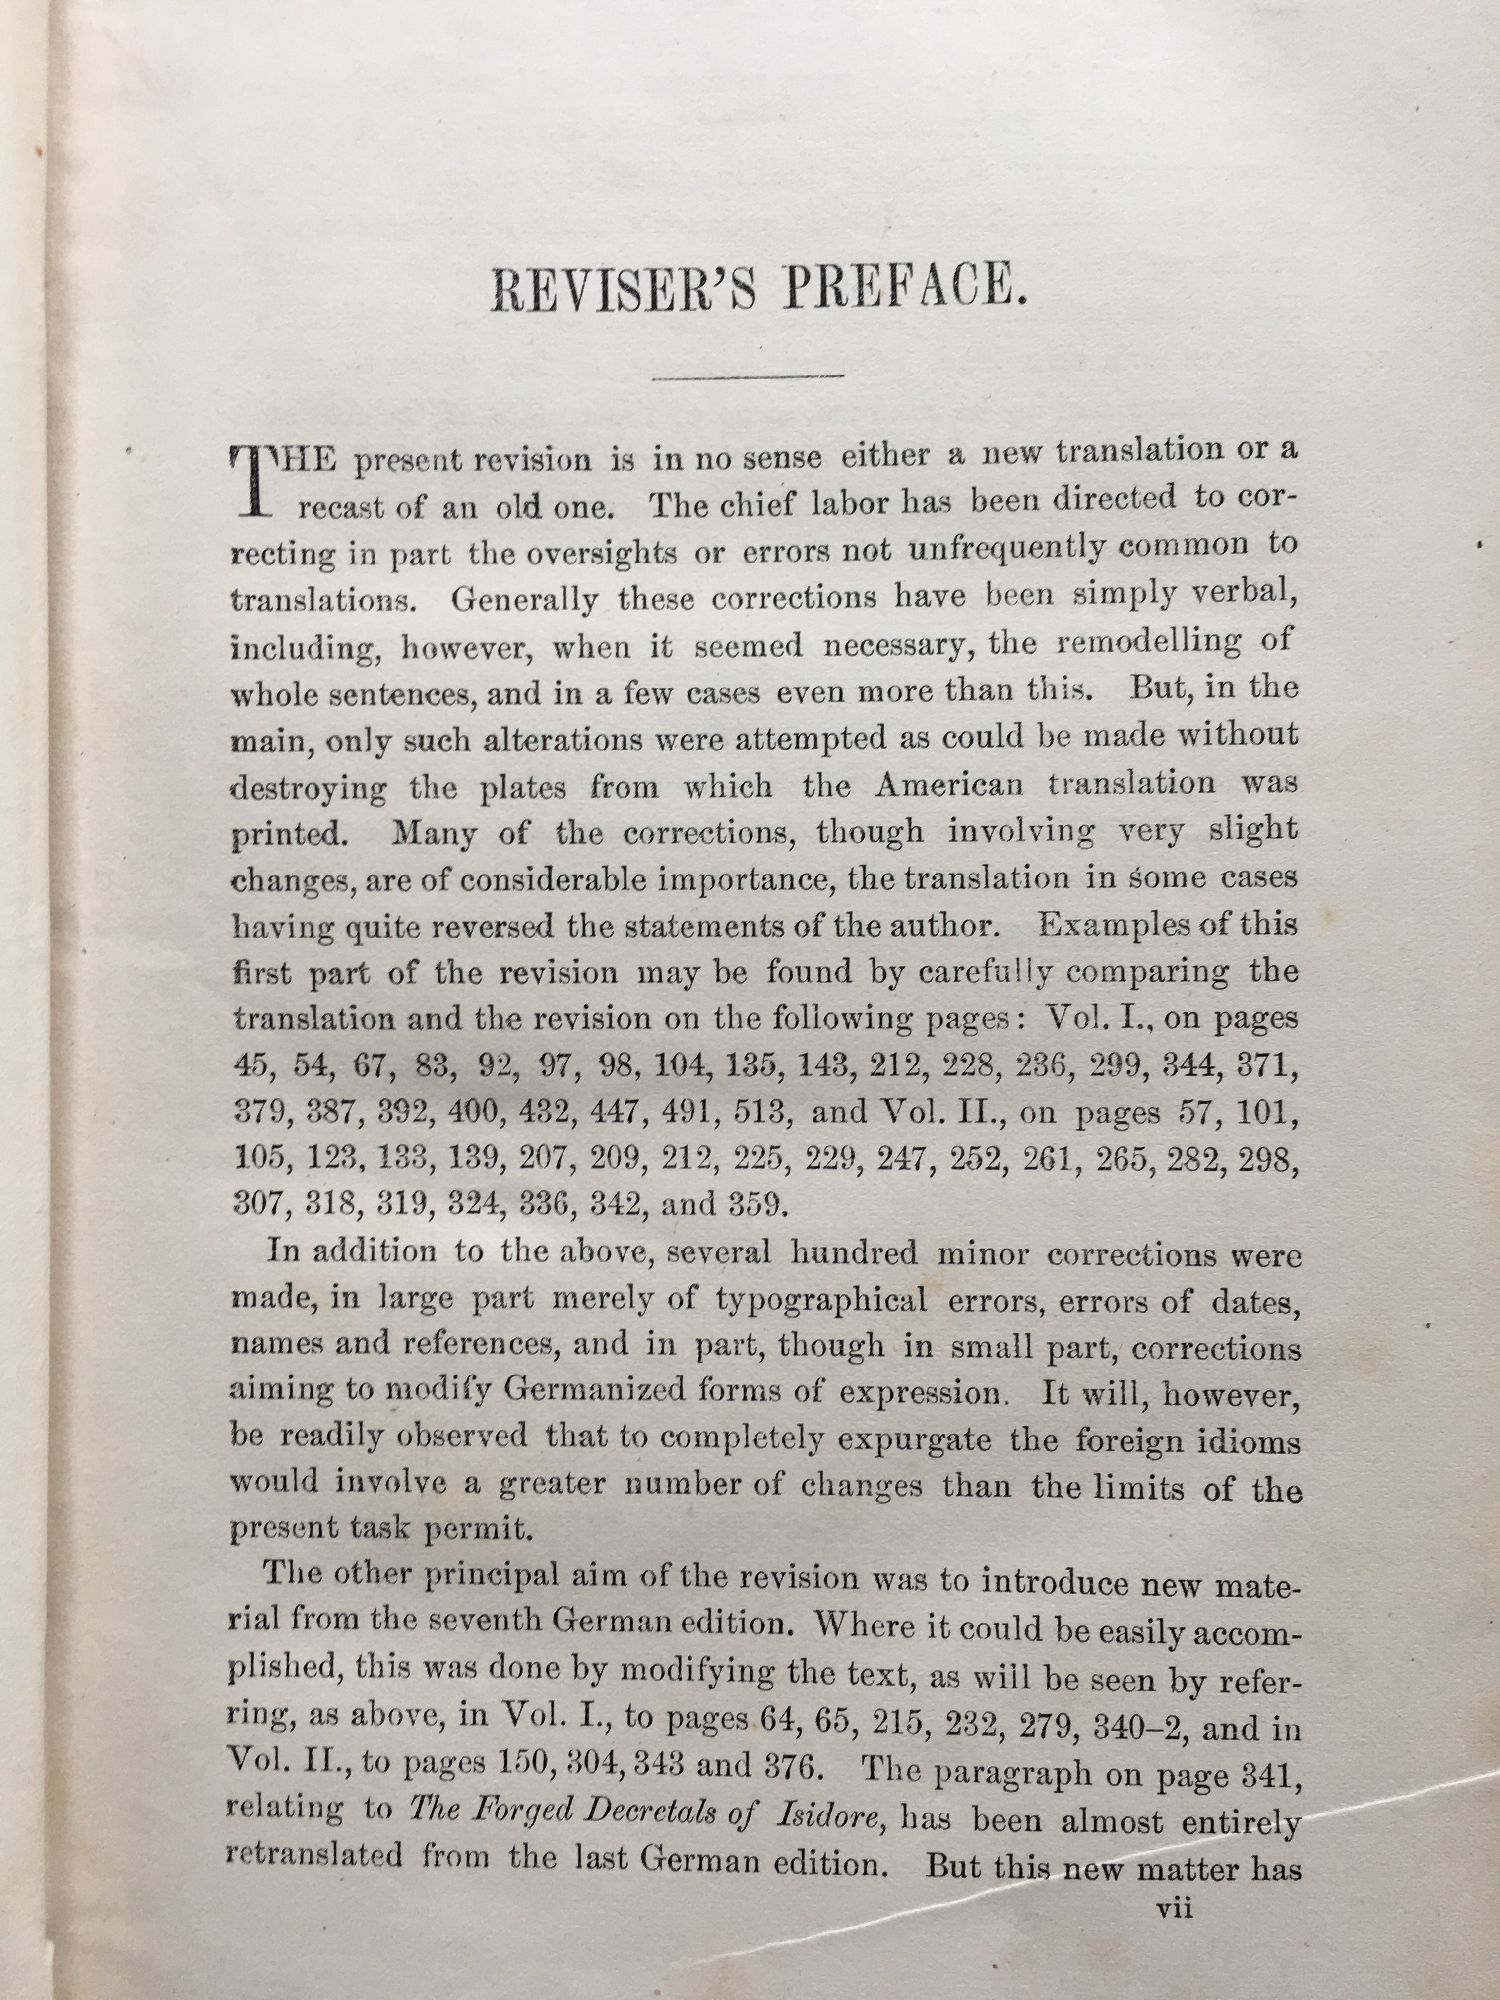 REVISER'S PREFACE.
THE present revision is in no sense either a new translation or a
recast of an old one. The chief labor has been directed to cor-
recting in part the oversights or errors not unfrequently common to
translations. Generally these corrections have been simply verbal,
including, however, when it seemed necessary, the remodelling of
whole sentences, and in a few cases even more than this. But, in the
main, only such alterations were attempted as could be made without
destroying the plates from which the American translation was
printed. Many of the corrections, though involving very slight
changes, are of considerable importance, the translation in some cases
having quite reversed the statements of the author. Examples of this
first part of the revision may be found by carefully comparing the
translation and the revision on the following pages: Vol. I., on pages
45, 54, 67, 83, 92, 97, 98, 104, 135, 143, 212, 228, 236, 299, 344, 371,
379, 387, 392, 400, 432, 447, 491, 513, and Vol. II., on pages 57, 101,
105, 123, 133, 139, 207, 209, 212, 225, 229, 247, 252, 261, 265, 282, 298,
307, 318, 319, 324, 336, 342, and 359.
In addition to the above, several hundred minor corrections were
made, in large part merely of typographical errors, errors of dates,
names and references, and in part, though in small part, corrections
aiming to modify Germanized forms of expression. It will, however,
be readily observed that to completely expurgate the foreign idioms
would involve a greater number of changes than the limits of the
present task permit.
The other principal aim of the revision was to introduce new mate-
rial from the seventh German edition. Where it could be easily accom-
plished, this was done by modifying the text, as will be seen by refer-
ring, as above, in Vol. I., to pages 64, 65, 215, 232, 279, 340–2, and in
Vol. II., to pages 150, 304, 343 and 376. The paragraph on page 341,
relating to The Forged Decretals of Isidore, has been almost entirely
retranslated from the last German edition. But this new matter has
vii